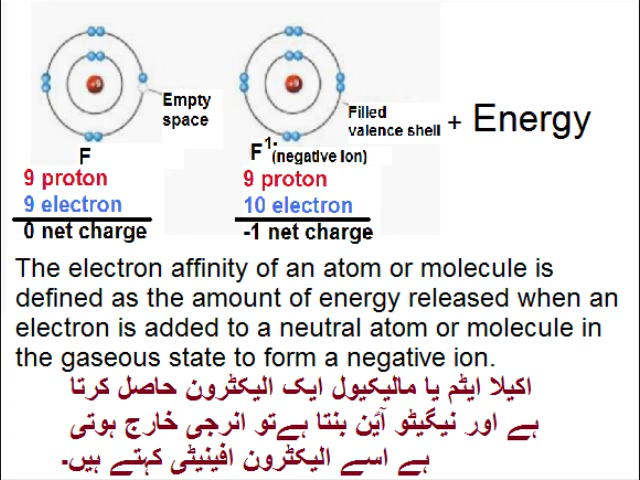 +9
+9
Empty
space
Filled
valence shell
+ Energy
F
F1-(negative Ion)
9 proton
9 electron
0 net charge
9 proton
10 electron
-1 net charge
The electron affinity of an atom or molecule is
defined as the amount of energy released when an
electron is added to a neutral atom or molecule in
the gaseous state to form a negative ion.
اکیلا ایٹم یا مالیکیول ایک الیکٹرون حاصل کرتا
ہے اور نیگیٹو آئن بنتا ہےتو انرجی خارج ہوتی
ہے اسے الیکٹرون افینیٹی کہتے ہیں۔